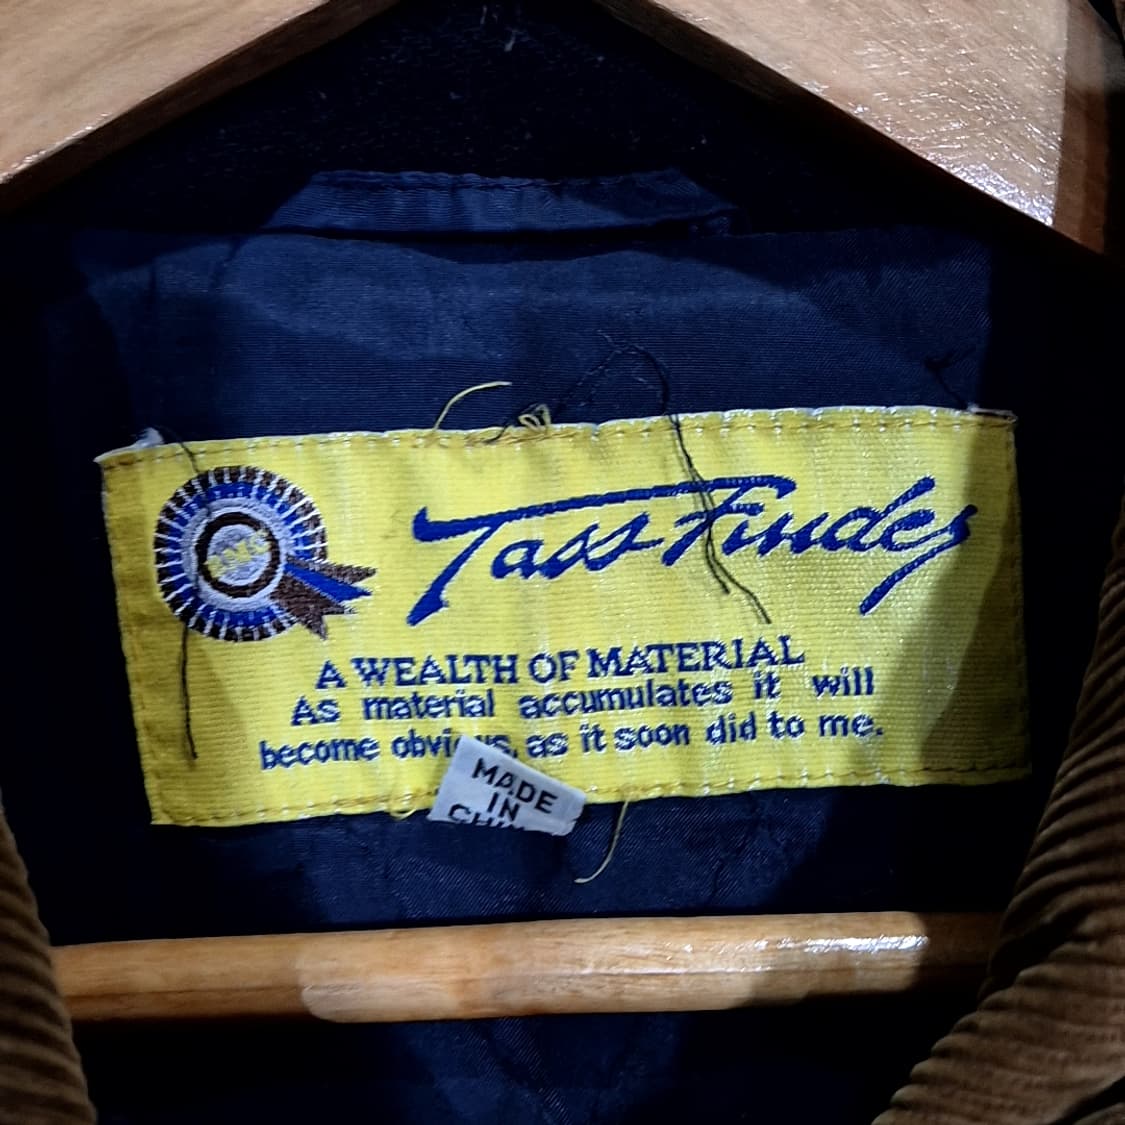 Tass Findes
A WEALTH OF MATERIAL
As material accumulates it will
become obvious, as it soon did to me.
MADE
IN